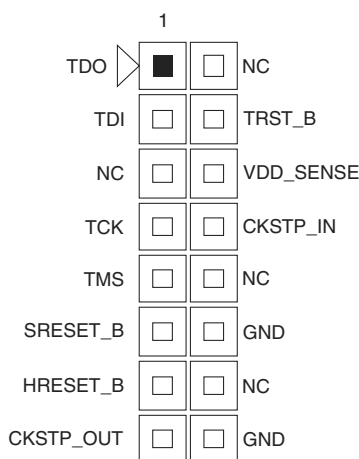 1
TDO NC
TDI TRST_B
NC VDD_SENSE
TCK CKSTP_IN
TMS NC
SRESET_B GND
HRESET_B NC
CKSTP_OUT GND